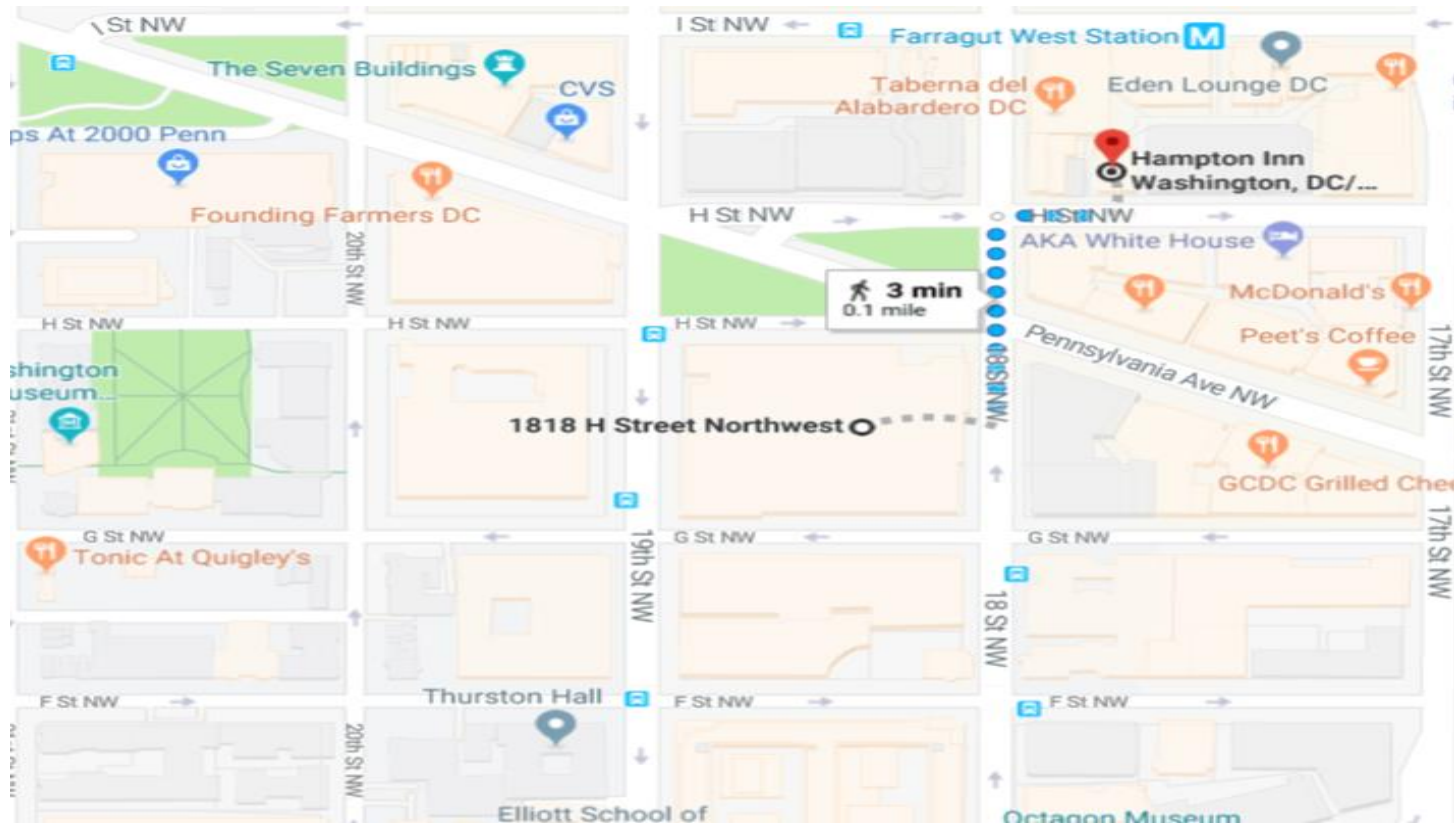 I St NW
I St NW
Farragut West Station M
The Seven Buildings
CVS
Taberna del
Alabardero DC
Eden Lounge DC
ps At 2000 Penn
Hampton Inn
Washington, DC/...
Founding Farmers DC
H St NW
H St NW
20th St NW
AKA White House
3 min
0.1 mile
McDonald's
H St NW
H St NW
H St NW
Pennsylvania Ave NW
Peet's Coffee
17th St NW
18 St NW
shington
useum...
1818 H Street Northwest
GCDC Grilled Chee
G St NW
G St NW
G St NW
17th St NW
Tonic At Quigley's
19th St NW
18 St NW
F St NW
Thurston Hall
F St NW
F St NW
20th St NW
Elliott School of
Octagon Museum